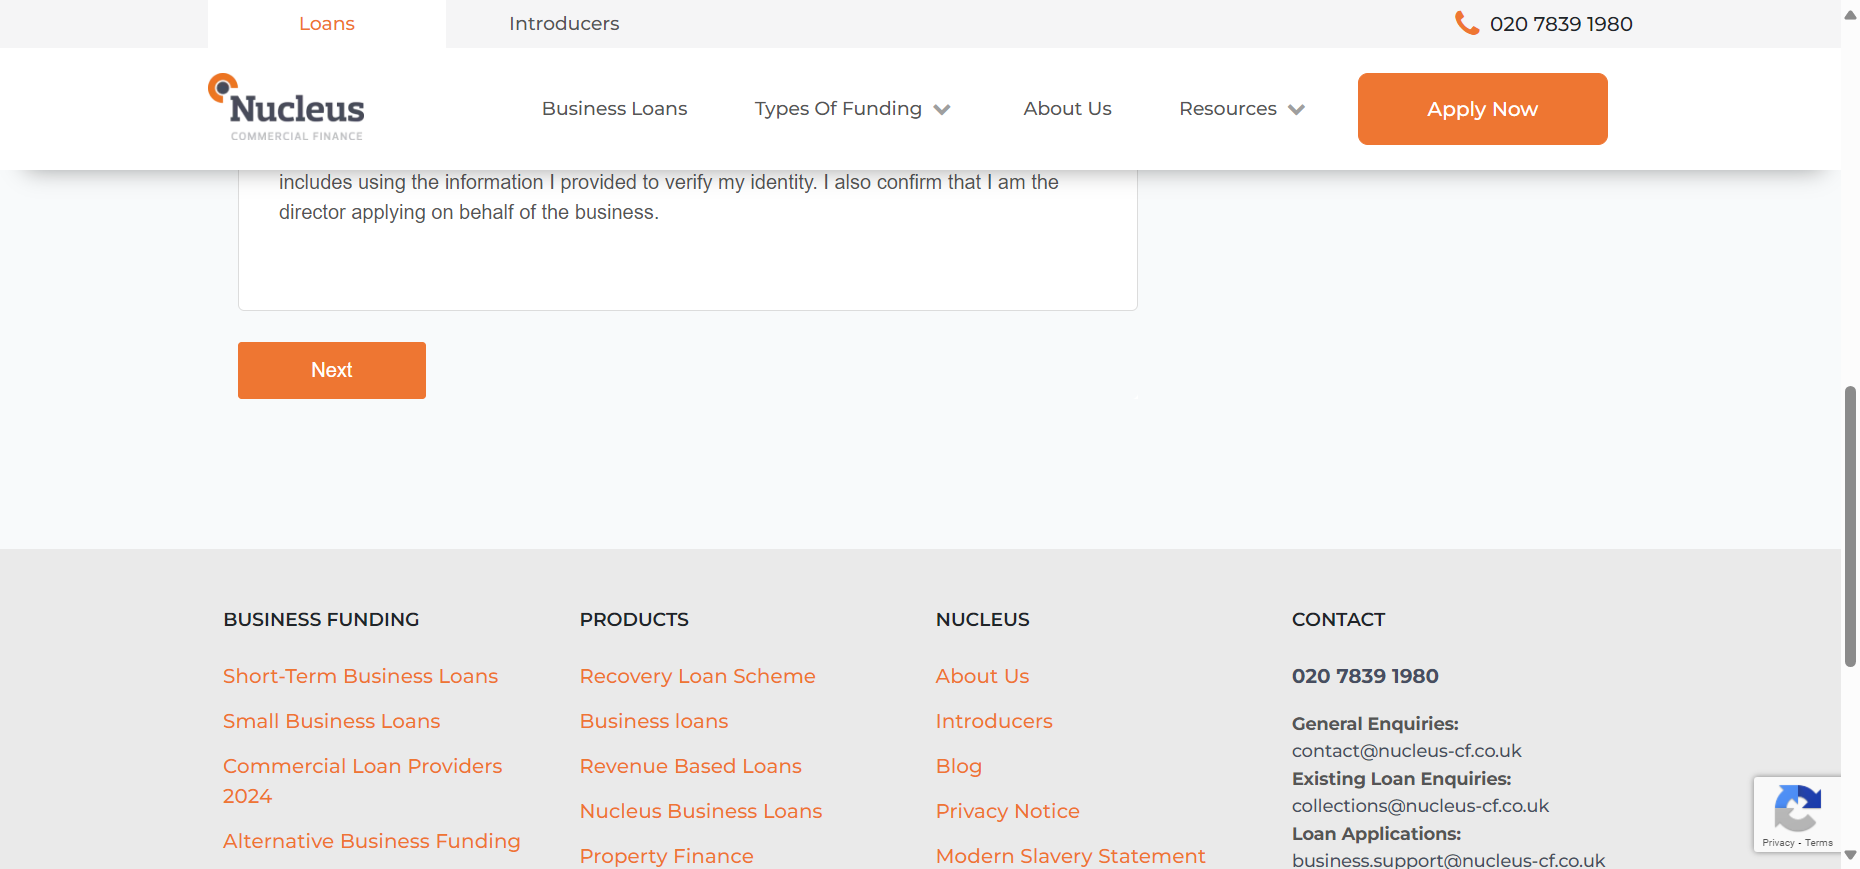 Loans
Introducers
020 7839 1980
Nucleus
COMMERCIAL FINANCE
Business Loans
Types Of Funding
About Us
Resources
Apply Now
includes using the information I provided to verify my identity. I also confirm that I am the
director applying on behalf of the business.
Next
BUSINESS FUNDING
Short-Term Business Loans
Small Business Loans
Commercial Loan Providers
2024
Alternative Business Funding
PRODUCTS
Recovery Loan Scheme
Business loans
Revenue Based Loans
Nucleus Business Loans
Property Finance
NUCLEUS
About Us
Introducers
Blog
Privacy Notice
Modern Slavery Statement
CONTACT
020 7839 1980
General Enquiries:
contact@nucleus-cf.co.uk
Existing Loan Enquiries:
collections@nucleus-cf.co.uk
Loan Applications:
business.support@nucleus-cf.co.uk
Privacy - Terms